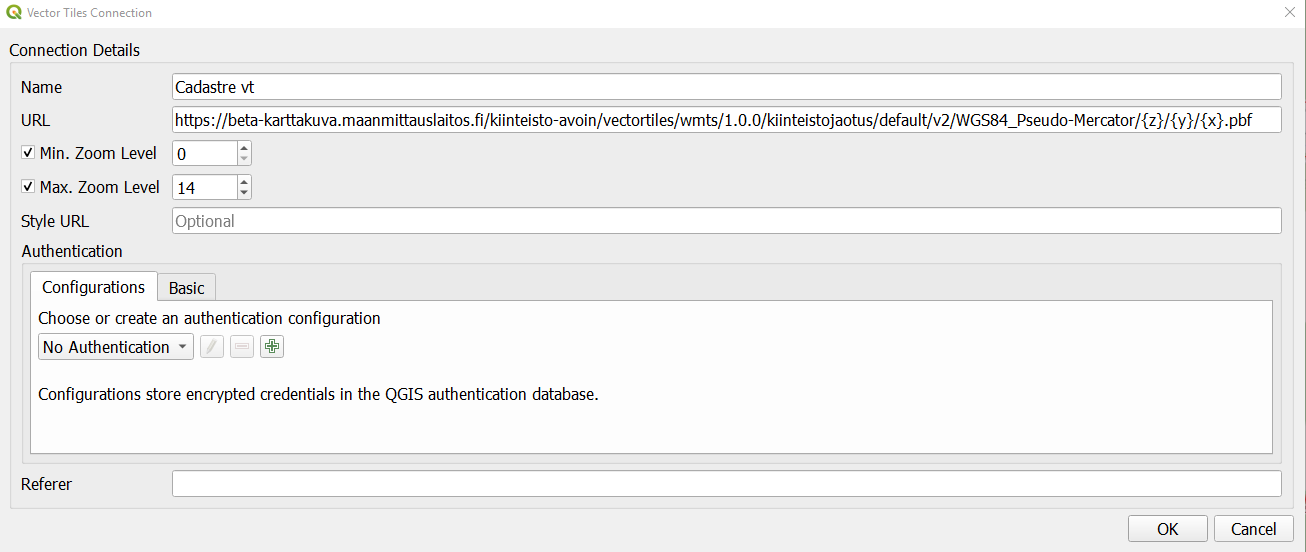 Vector Tiles Connection
Connection Details
Name Cadastre vt
URL https://beta-karttakuva.maanmittauslaitos.fi/kiinteisto-avoin/vectortiles/wmts/1.0.0/kiinteistojaotus/default/v2/WGS84_Pseudo-Mercator/{z}/{y}/{x}.pbf
Min. Zoom Level 0
Max. Zoom Level 14
Style URL Optional
Authentication
Configurations Basic
Choose or create an authentication configuration
No Authentication
Configurations store encrypted credentials in the QGIS authentication database.
Referer
OK Cancel